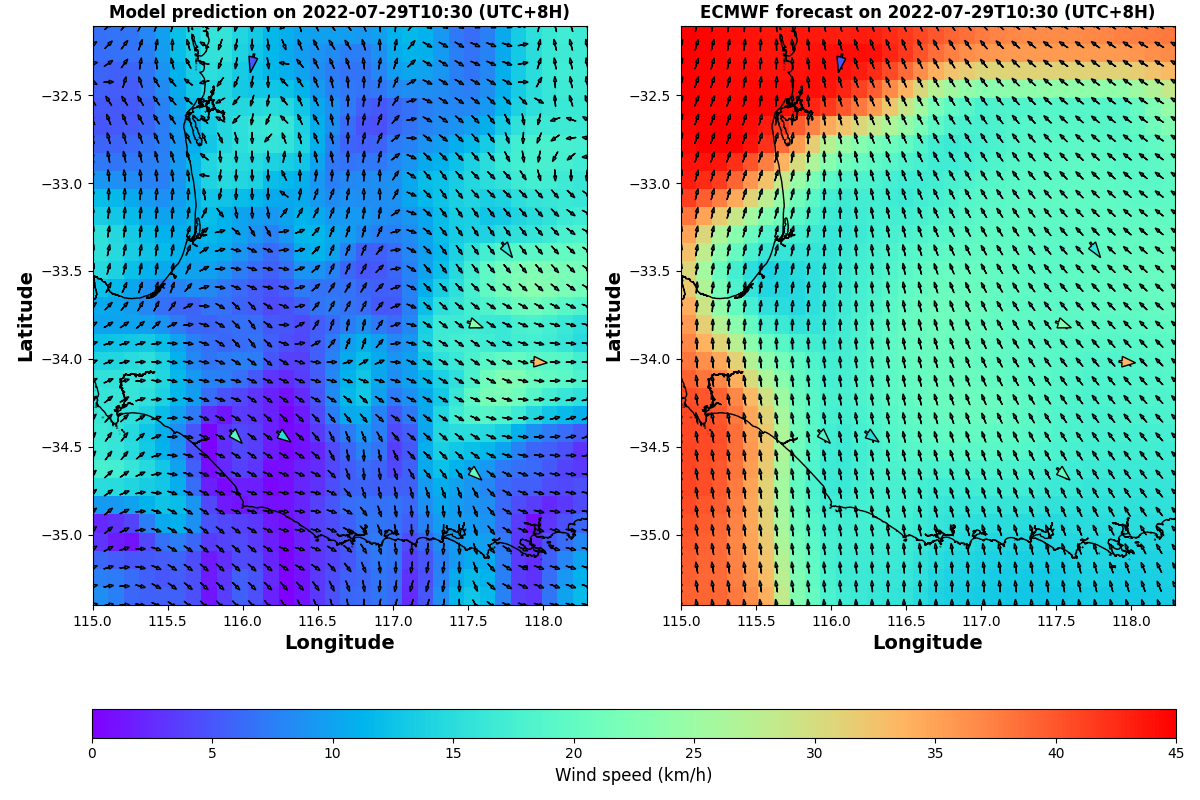 Model prediction on 2022-07-29T10:30 (UTC+8H)
ECMWF forecast on 2022-07-29T10:30 (UTC+8H)
Latitude
−32.5
−33.0
−33.5
−34.0
−34.5
−35.0
115.0 115.5 116.0 116.5 117.0 117.5 118.0
Longitude
Latitude
−32.5
−33.0
−33.5
−34.0
−34.5
−35.0
115.0 115.5 116.0 116.5 117.0 117.5 118.0
Longitude
0 5 10 15 20 25 30 35 40 45
Wind speed (km/h)